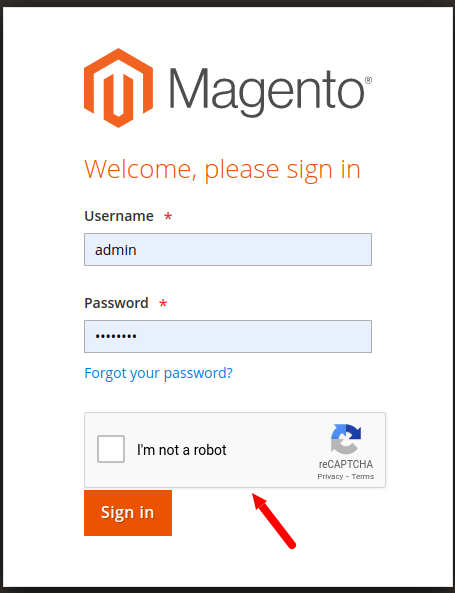 Magento®
Welcome, please sign in
Username *
admin
Password *
••••••••
Forgot your password?
I'm not a robot
reCAPTCHA
Privacy - Terms
Sign in